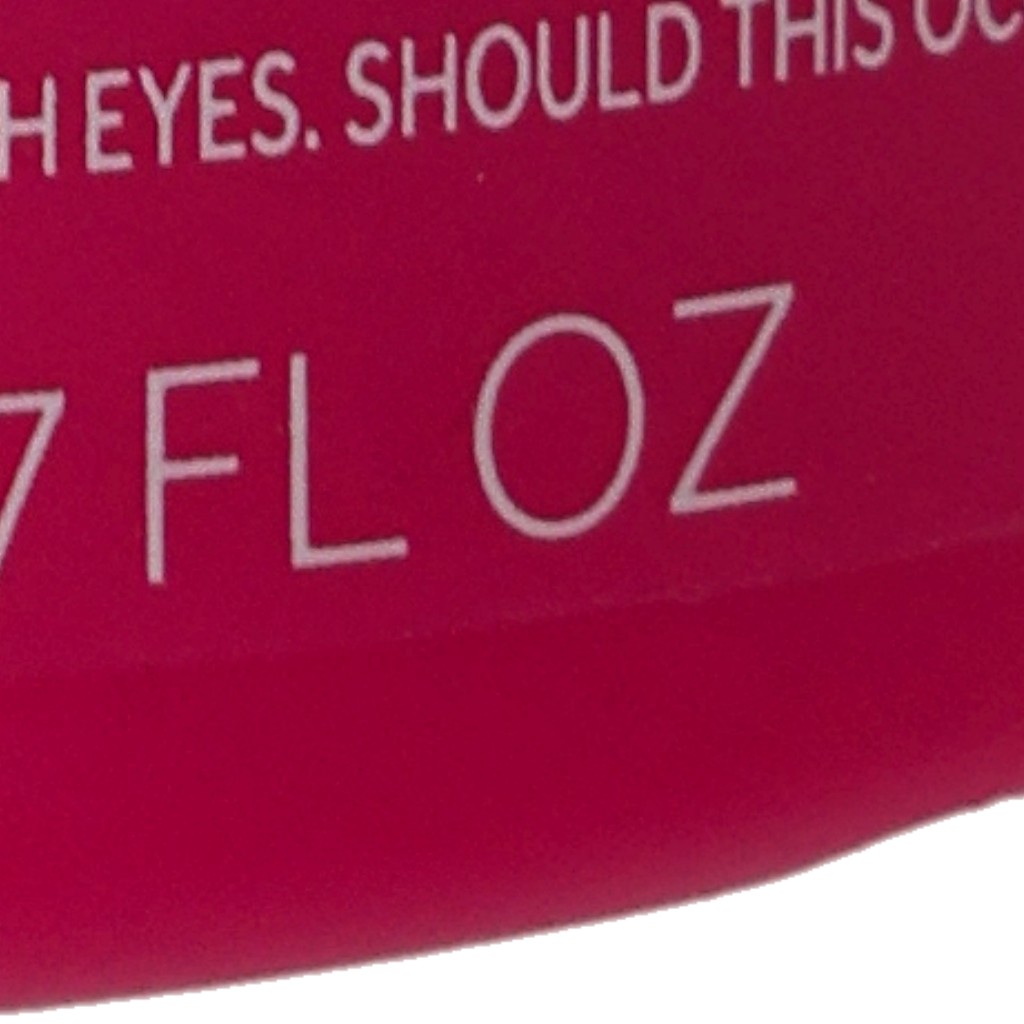 H EYES. SHOULD THIS OC
7 FL OZ